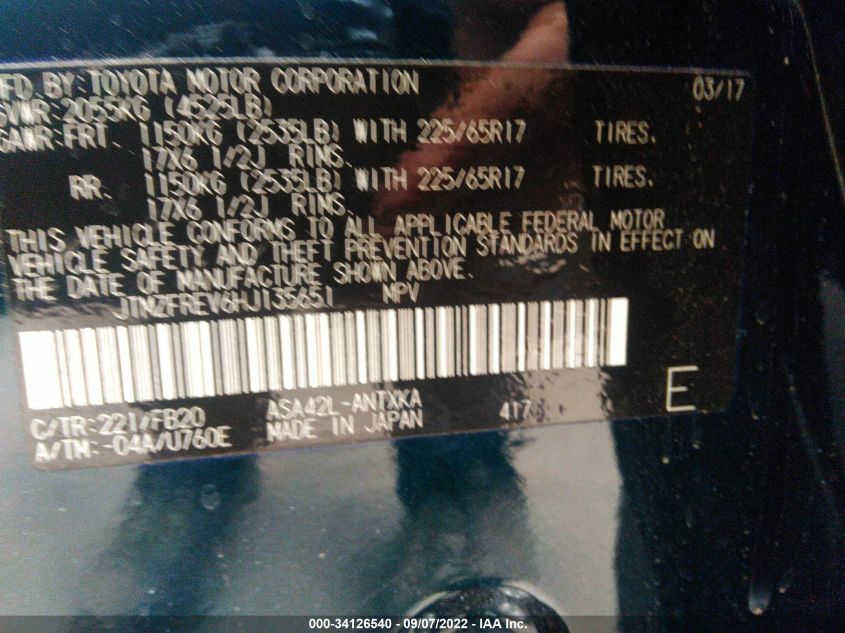 MFD BY: TOYOTA MOTOR CORPORATION 03/17
GVWR: 2055KG (4525LB)
GAWR: FRT. 1150KG (2535LB) WITH 225/65R17 TIRES.
17X6 1/2J RIMS.
RR. 1150KG (2535LB) WITH 225/65R17 TIRES.
17X6 1/2J RIMS.
THIS VEHICLE CONFORMS TO ALL APPLICABLE FEDERAL MOTOR
VEHICLE SAFETY AND THEFT PREVENTION STANDARDS IN EFFECT ON
THE DATE OF MANUFACTURE SHOWN ABOVE.
JTMZFREV6HJ135651 MPV
C/TR: 221/FB20 ASA42L-ANTXKA 417 E
A/TM: -04A/U760E MADE IN JAPAN
000-34126540 - 09/07/2022 - IAA Inc.